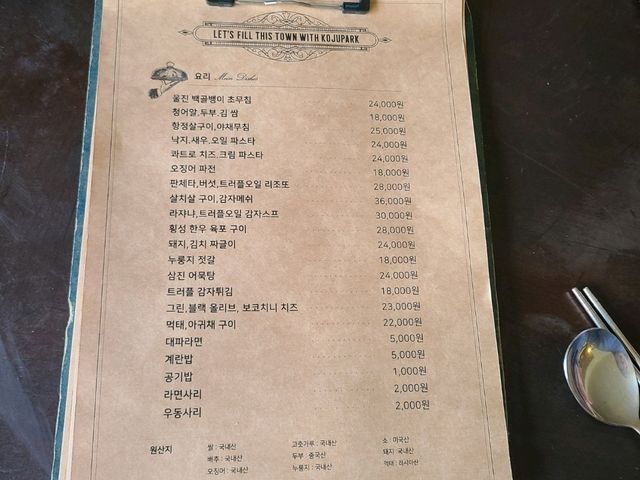 LET'S FILL THIS TOWN WITH KOJUPARK
요리 Main Dishes
울진 백골뱅이 초무침 24,000원
청어알,두부,김 쌈 18,000원
항정살구이,야채무침 25,000원
낙지,새우,오일 파스타 24,000원
콰트로 치즈,크림 파스타 24,000원
오징어 파전 18,000원
판체타,버섯,트러플오일 리조또 28,000원
살치살 구이,감자메쉬 36,000원
라쟈냐,트러플오일 감자스프 30,000원
횡성 한우 육포 구이 28,000원
돼지,김치 짜글이 24,000원
누룽지 젓갈 18,000원
삼진 어묵탕 24,000원
트러플 감자튀김 18,000원
그린,블랙 올리브, 보코치니 치즈 23,000원
먹태,아귀채 구이 22,000원
대파라면 5,000원
계란밥 5,000원
공기밥 1,000원
라면사리 2,000원
우동사리 2,000원
원산지
쌀 : 국내산 고춧가루 : 국내산 소 : 미국산
배추 : 국내산 두부 : 중국산 돼지: 국내산
오징어 : 국내산 누룽지 : 국내산 먹태 : 러시아산